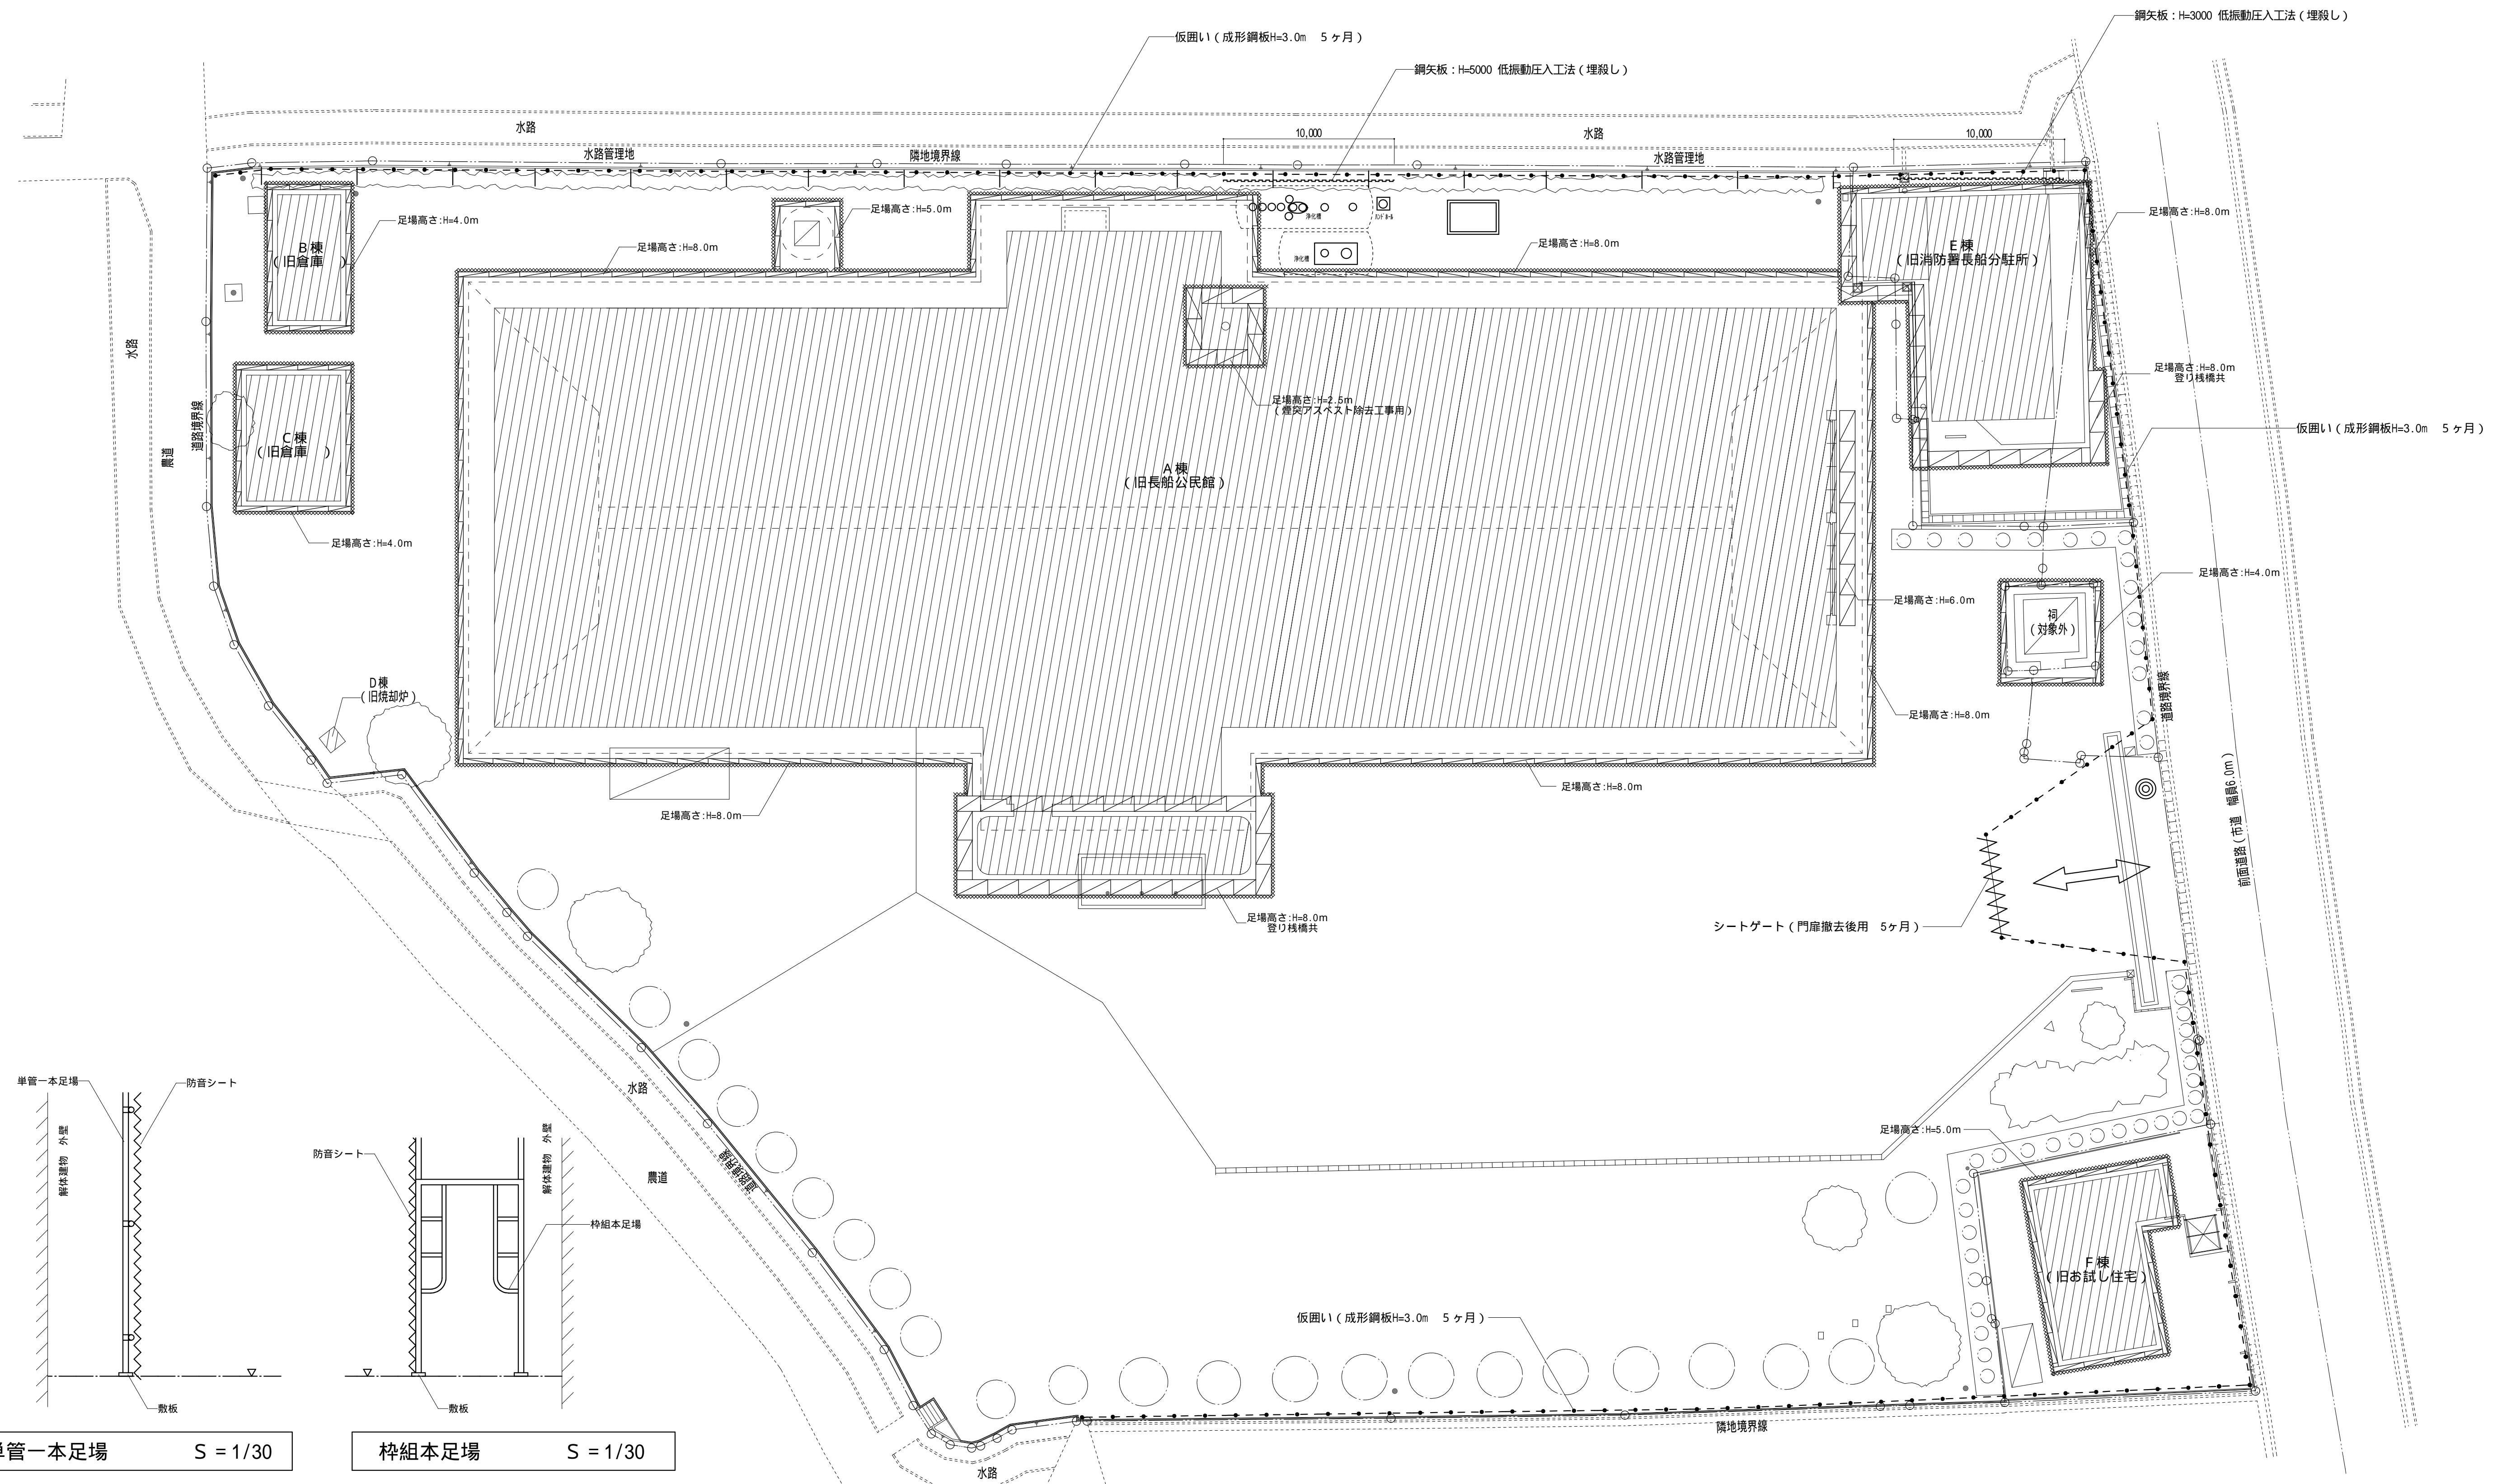 鋼矢板：H=3000 低振動圧入工法（埋殺し）
仮囲い（成形鋼板H=3.0m　５ヶ月）
鋼矢板：H=5000 低振動圧入工法（埋殺し）
水路
10,000
水路
10,000
水路管理地
隣地境界線
水路管理地
足場高さ:H=4.0m
足場高さ:H=5.0m
足場高さ:H=8.0m
浄化槽
ﾊﾝﾄﾞﾎｰﾙ
足場高さ:H=8.0m
足場高さ:H=8.0m
Ｂ棟
（旧倉庫　）
浄化槽
Ｅ棟
（旧消防署長船分駐所）
水路
足場高さ:H=8.0m
登り桟橋共
足場高さ:H=2.5m
（煙突アスベスト除去工事用）
道路境界線
農道
Ｃ棟
（旧倉庫　）
仮囲い（成形鋼板H=3.0m　５ヶ月）
Ａ棟
（旧長船公民館）
足場高さ:H=4.0m
足場高さ:H=4.0m
足場高さ:H=6.0m
祠
（対象外）
Ｄ棟
（旧焼却炉）
道路境界線
足場高さ:H=8.0m
足場高さ:H=8.0m
足場高さ:H=8.0m
前面道路（市道　幅員6.0m）
足場高さ:H=8.0m
登り桟橋共
シートゲート（門扉撤去後用　5ヶ月）
水路
農道
道路境界線
足場高さ:H=5.0m
Ｆ棟
（旧お試し住宅）
仮囲い（成形鋼板H=3.0m　５ヶ月）
隣地境界線
水路
単管一本足場
防音シート
解体建物　外壁
敷板
単管一本足場　Ｓ＝1/30
防音シート
解体建物　外壁
枠組本足場
敷板
枠組本足場　Ｓ＝1/30